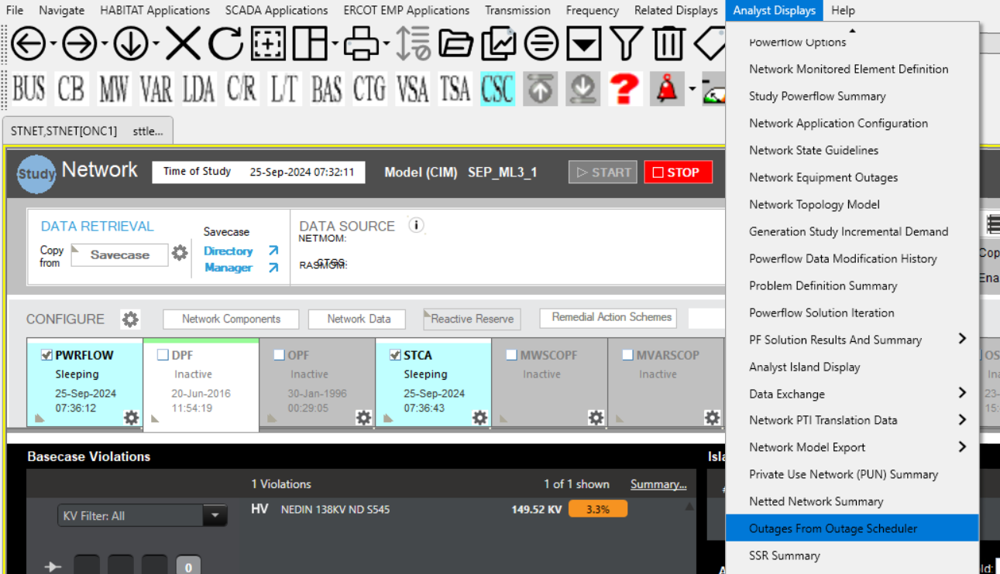 File Navigate HABITAT Applications SCADA Applications ERCOT EMP Applications Transmission Frequency Related Displays Analyst Displays Help
BUS CB MW VAR LDA C/R L/T BAS CTG VSA TSA CSC ?
STNET,STNET[ONC1] sttle...
Study Network Time of Study 25-Sep-2024 07:32:11 Model (CIM) SEP_ML3_1 START STOP
DATA RETRIEVAL
Copy from Savecase
Savecase
Directory
Manager
DATA SOURCE i
NETMOM:
CTGS:
RASMOM:
CONFIGURE Network Components Network Data Reactive Reserve Remedial Action Schemes
PWRFLOW
Sleeping
25-Sep-2024
07:36:12
DPF
Inactive
20-Jun-2016
11:54:19
OPF
Inactive
30-Jan-1996
00:29:05
STCA
Sleeping
25-Sep-2024
07:36:43
MWSCOPF
Inactive
MVARSCOP
Inactive
Basecase Violations
1 Violations 1 of 1 shown Summary...
KV Filter: All
HV NEDIN 138KV ND S545 149.52 KV 3.3%
0
Powerflow Options
Network Monitored Element Definition
Study Powerflow Summary
Network Application Configuration
Network State Guidelines
Network Equipment Outages
Network Topology Model
Generation Study Incremental Demand
Powerflow Data Modification History
Problem Definition Summary
Powerflow Solution Iteration
PF Solution Results And Summary
Analyst Island Display
Data Exchange
Network PTI Translation Data
Network Model Export
Private Use Network (PUN) Summary
Netted Network Summary
Outages From Outage Scheduler
SSR Summary